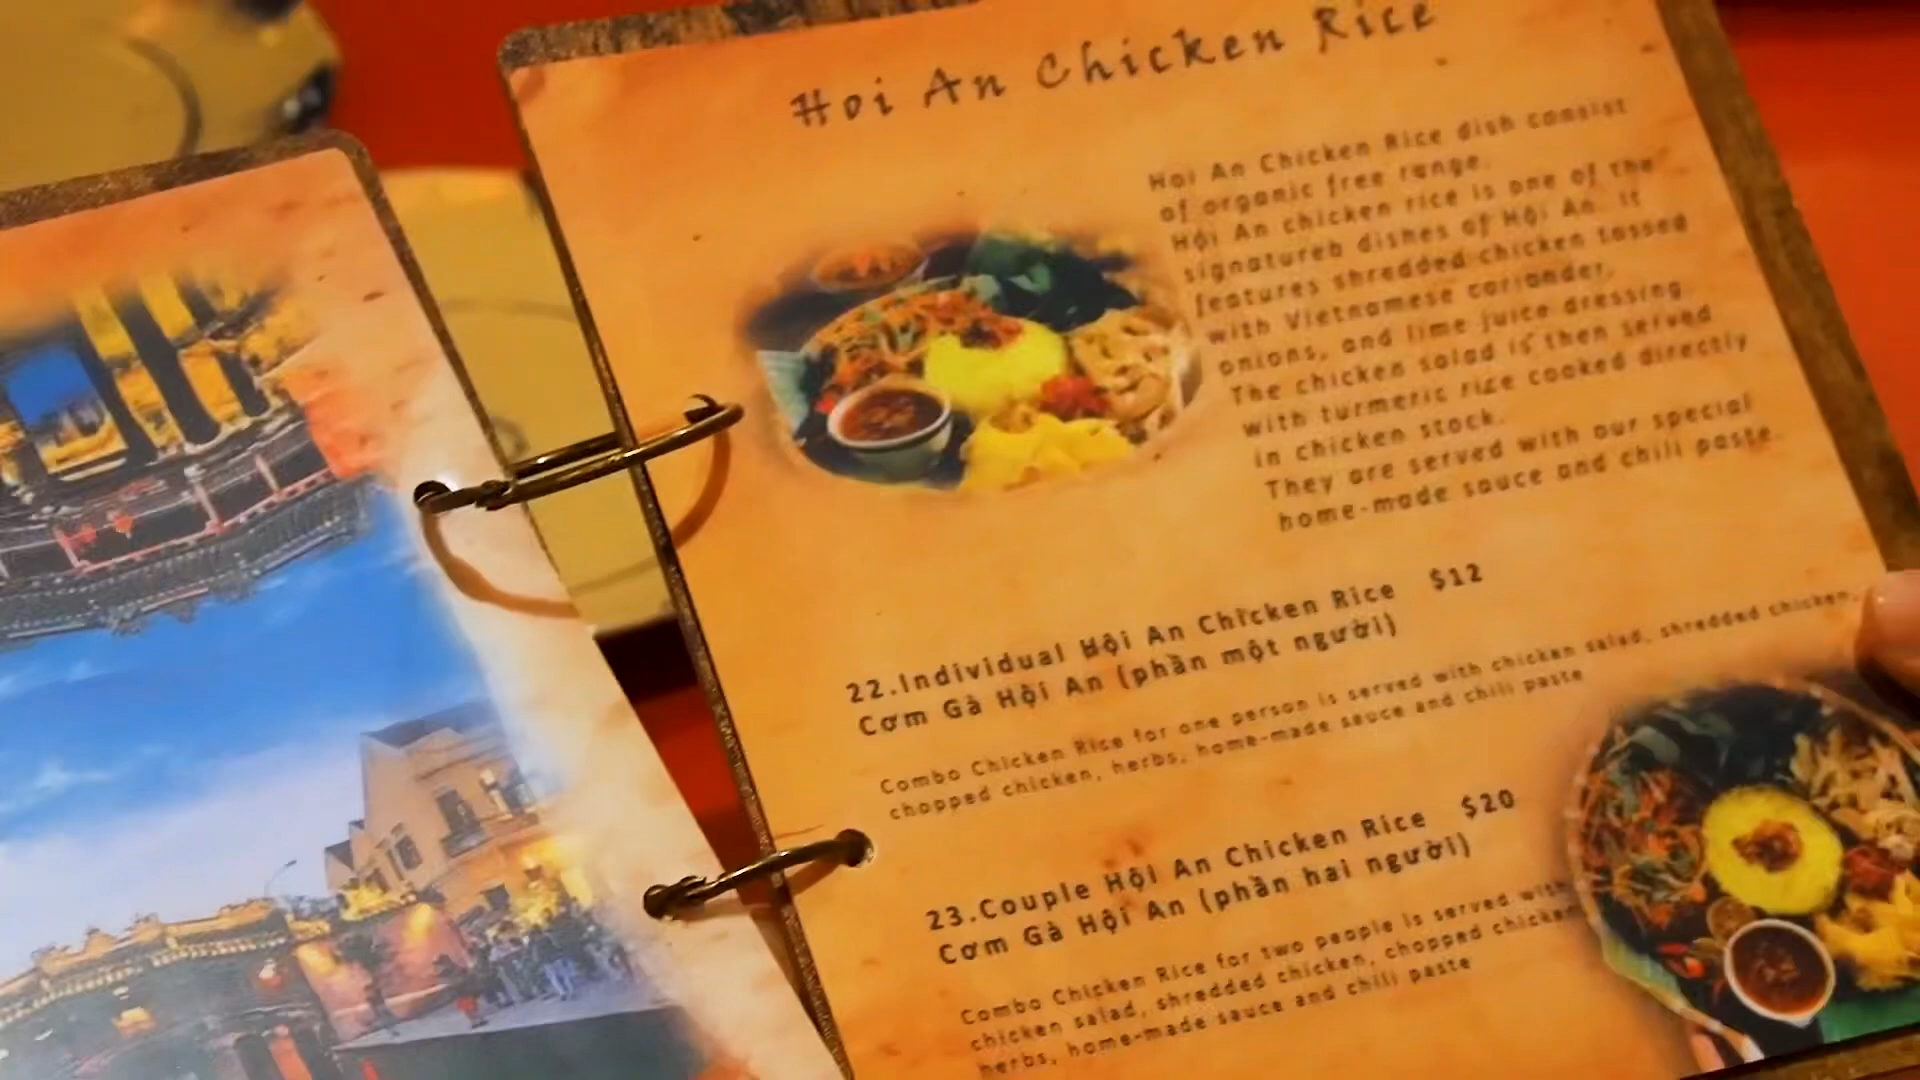 Hoi An Chicken Rice
Hoi An Chicken Rice dish consist
of organic free range.
Hội An chicken rice is one of the
signatureb dishes of Hội An. It
features shredded chicken tossed
with Vietnamese coriander,
onions, and lime juice dressing.
The chicken salad is then served
with turmeric rice cooked directly
in chicken stock.
They are served with our special
home-made sauce and chili paste.
22.Individual Hội An Chicken Rice $12
Cơm Gà Hội An (phần một người)
Combo Chicken Rice for one person is served with chicken salad, shredded chicken,
chopped chicken, herbs, home-made sauce and chili paste
23.Couple Hội An Chicken Rice $20
Cơm Gà Hội An (phần hai người)
Combo Chicken Rice for two people is served with
chicken salad, shredded chicken, chopped chicken
herbs, home-made sauce and chili paste